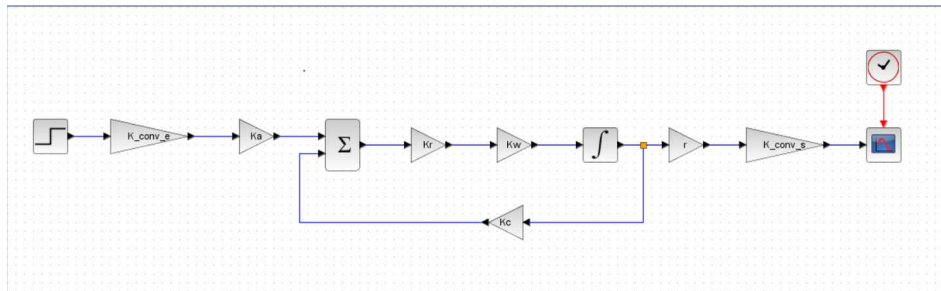 K_conv_e
Ka
Σ
Kr
Kw
∫
r
K_conv_s
Kc